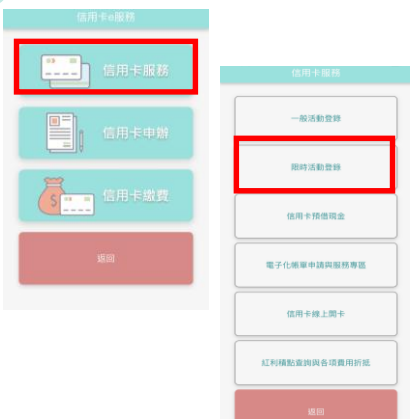 信用卡e服務
信用卡服務
信用卡申辦
信用卡繳費
返回
信用卡服務
一般活動登錄
限時活動登錄
信用卡預借現金
電子化帳單申請與服務專區
信用卡線上開卡
紅利積點查詢與各項費用折抵
返回